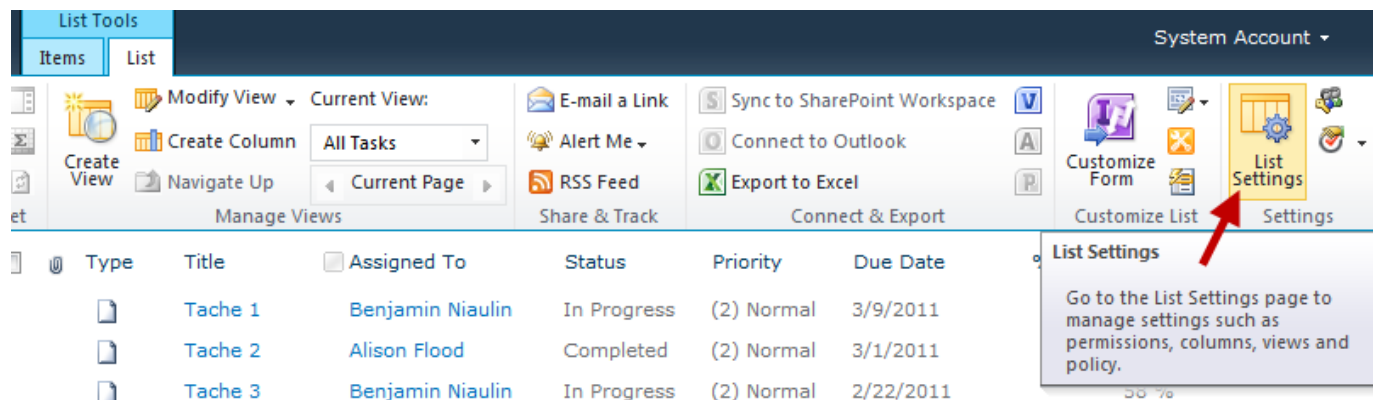 List Tools
System Account
Items List
Modify View Current View: E-mail a Link Sync to SharePoint Workspace
Create Column All Tasks Alert Me Connect to Outlook
Create View Navigate Up Current Page RSS Feed Export to Excel Customize Form List Settings
et Manage Views Share & Track Connect & Export Customize List Settings
Type Title Assigned To Status Priority Due Date
Tache 1 Benjamin Niaulin In Progress (2) Normal 3/9/2011
Tache 2 Alison Flood Completed (2) Normal 3/1/2011
Tache 3 Benjamin Niaulin In Progress (2) Normal 2/22/2011
List Settings
Go to the List Settings page to
manage settings such as
permissions, columns, views and
policy.